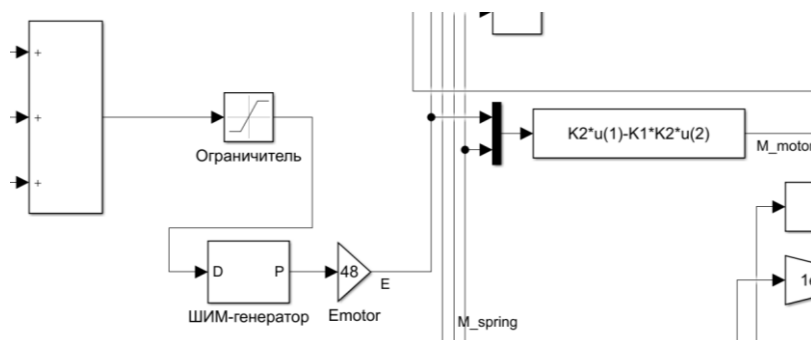 +
+
+
Ограничитель
K2*u(1)-K1*K2*u(2)
M_motor
D
P
48
E
ШИМ-генератор
Emotor
M_spring